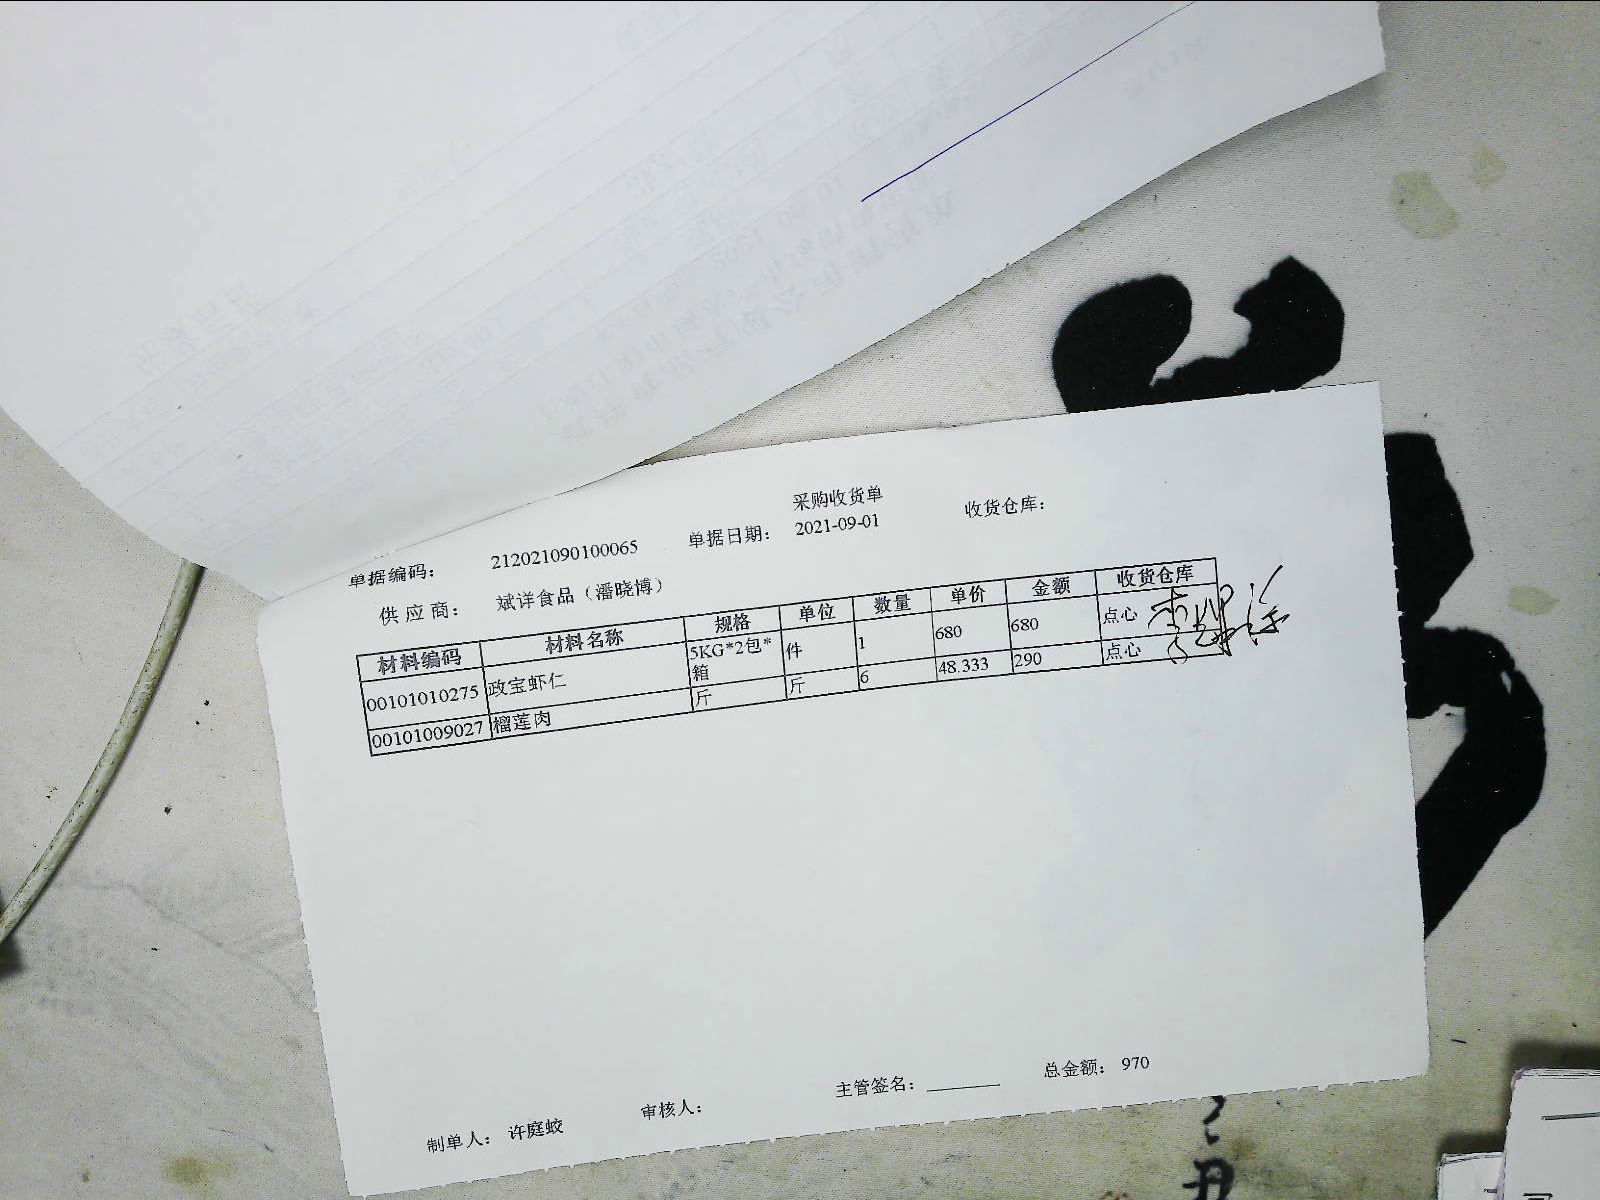 采购收货单
单据编码： 212021090100065 单据日期： 2021-09-01 收货仓库：
供应商： 斌详食品（潘晓博）
材料编码 材料名称 规格 单位 数量 单价 金额 收货仓库
00101010275 政宝虾仁 5KG*2包*箱 件 1 680 680 点心
00101009027 榴莲肉 斤 斤 6 48.333 290 点心
制单人： 许庭蛟 审核人： 主管签名： 总金额： 970